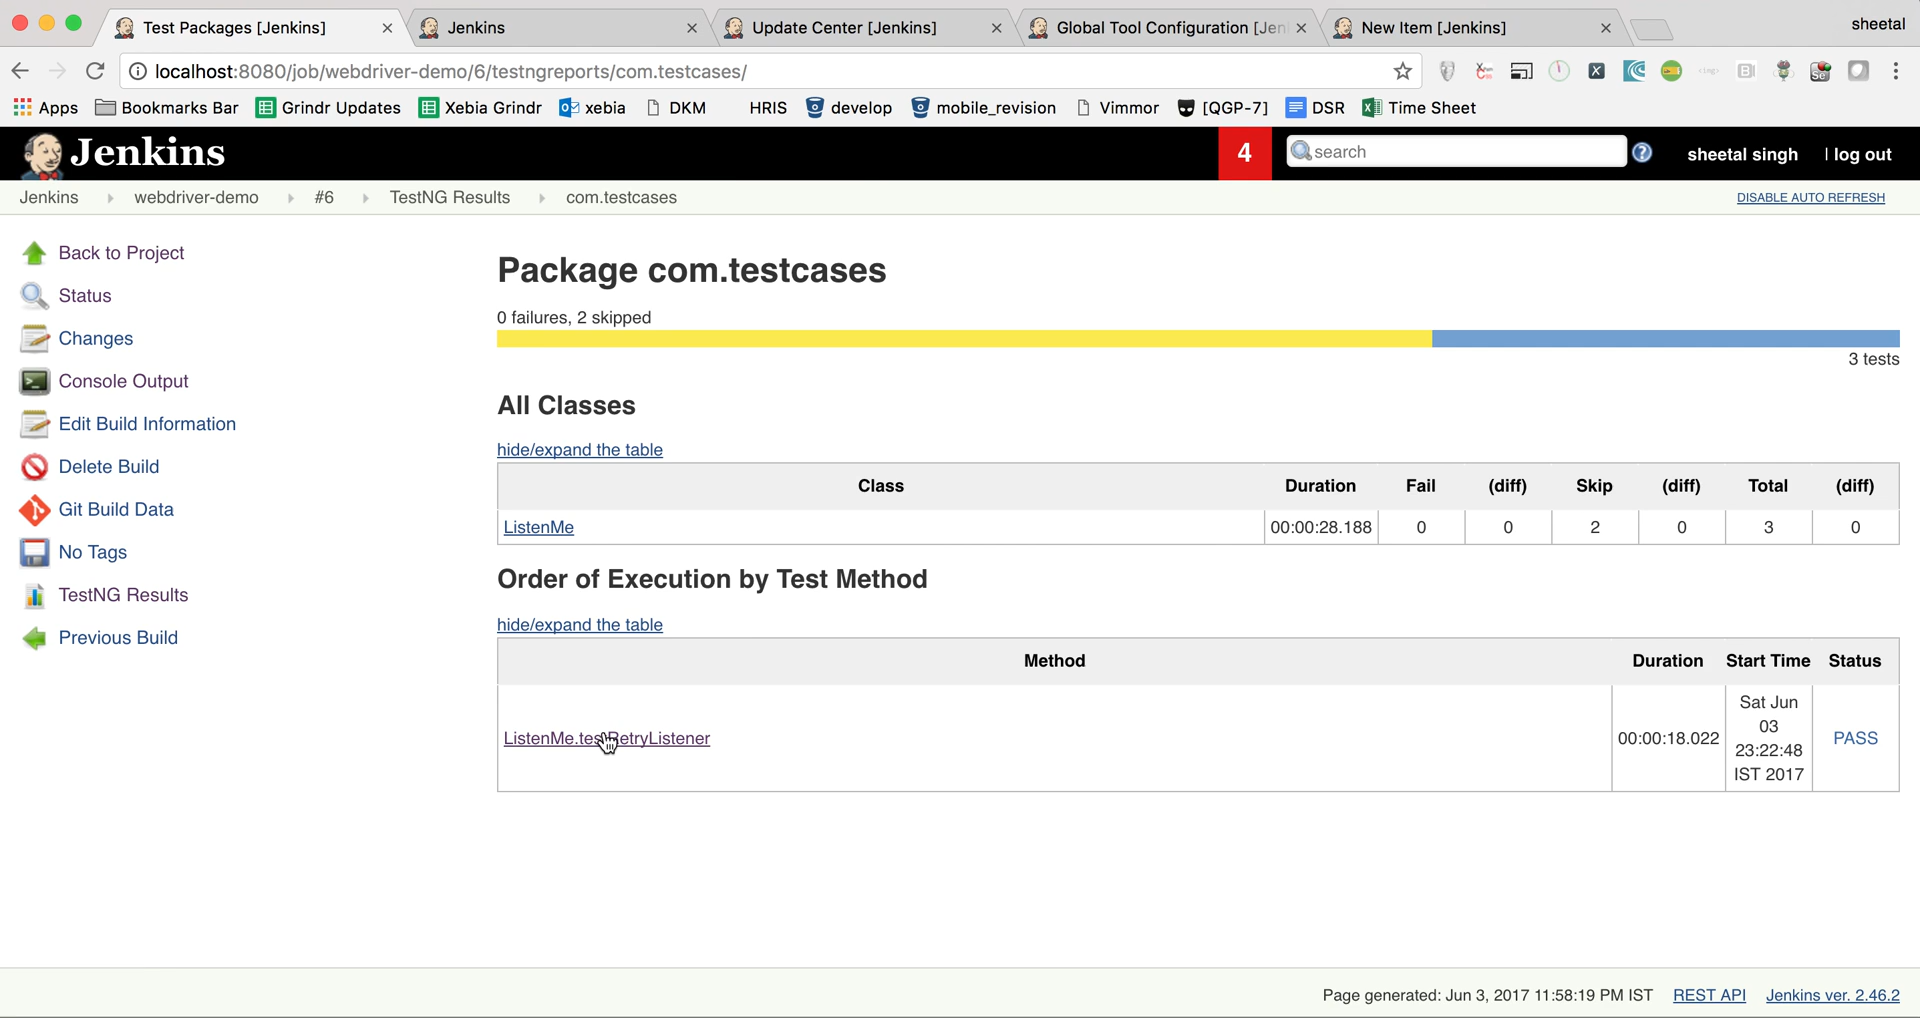 Test Packages [Jenkins]
Jenkins
Update Center [Jenkins]
Global Tool Configuration [Jen
New Item [Jenkins]
sheetal
localhost:8080/job/webdriver-demo/6/testngreports/com.testcases/
Apps
Bookmarks Bar
Grindr Updates
Xebia Grindr
xebia
DKM
HRIS
develop
mobile_revision
Vimmor
[QGP-7]
DSR
Time Sheet
Jenkins
4
search
sheetal singh
| log out
Jenkins
webdriver-demo
#6
TestNG Results
com.testcases
DISABLE AUTO REFRESH
Back to Project
Status
Changes
Console Output
Edit Build Information
Delete Build
Git Build Data
No Tags
TestNG Results
Previous Build
Package com.testcases
0 failures, 2 skipped
3 tests
All Classes
hide/expand the table
Class Duration Fail (diff) Skip (diff) Total (diff)
ListenMe 00:00:28.188 0 0 2 0 3 0
Order of Execution by Test Method
hide/expand the table
Method Duration Start Time Status
ListenMe.testRetryListener 00:00:18.022
Sat Jun
03
23:22:48
IST 2017
PASS
Page generated: Jun 3, 2017 11:58:19 PM IST
REST API
Jenkins ver. 2.46.2